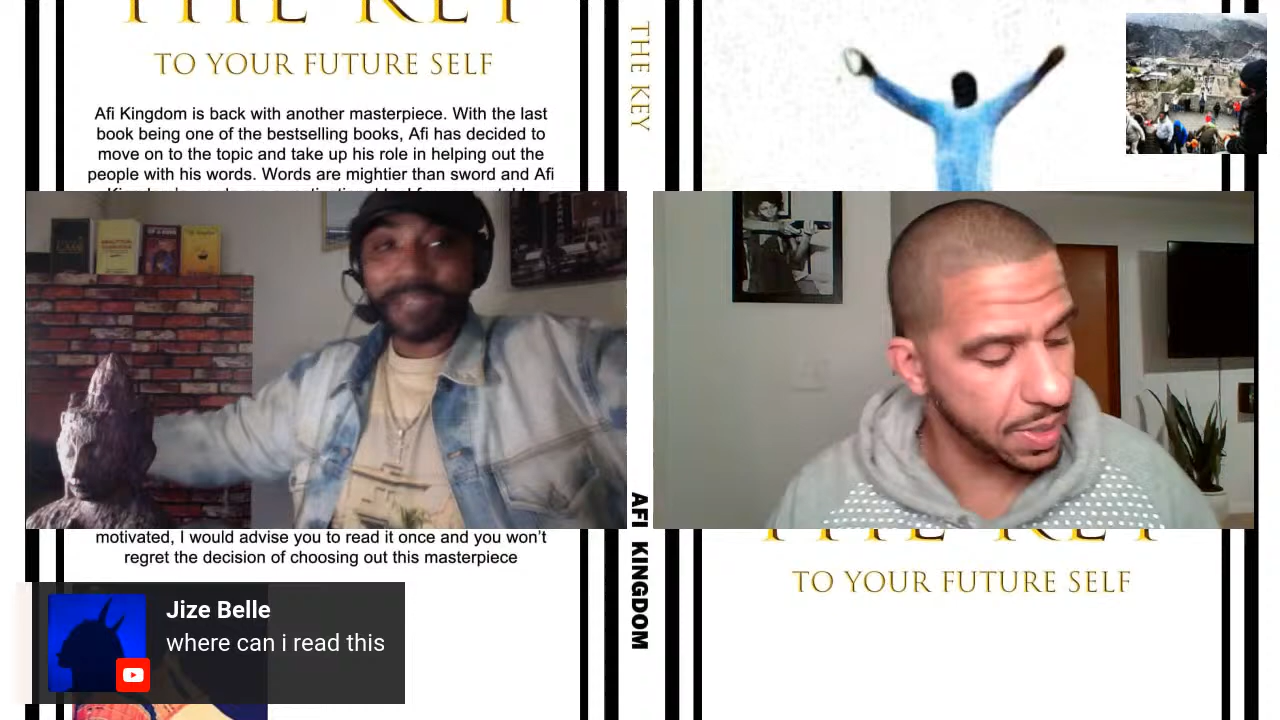 THE KEY
TO YOUR FUTURE SELF
Afi Kingdom is back with another masterpiece. With the last
book being one of the bestselling books, Afi has decided to
move on to the topic and take up his role in helping out the
people with his words. Words are mightier than sword and Afi
motivated, I would advise you to read it once and you won't
regret the decision of choosing out this masterpiece
THE KEY
AFI KINGDOM
THE KEY
TO YOUR FUTURE SELF
Jize Belle
where can i read this